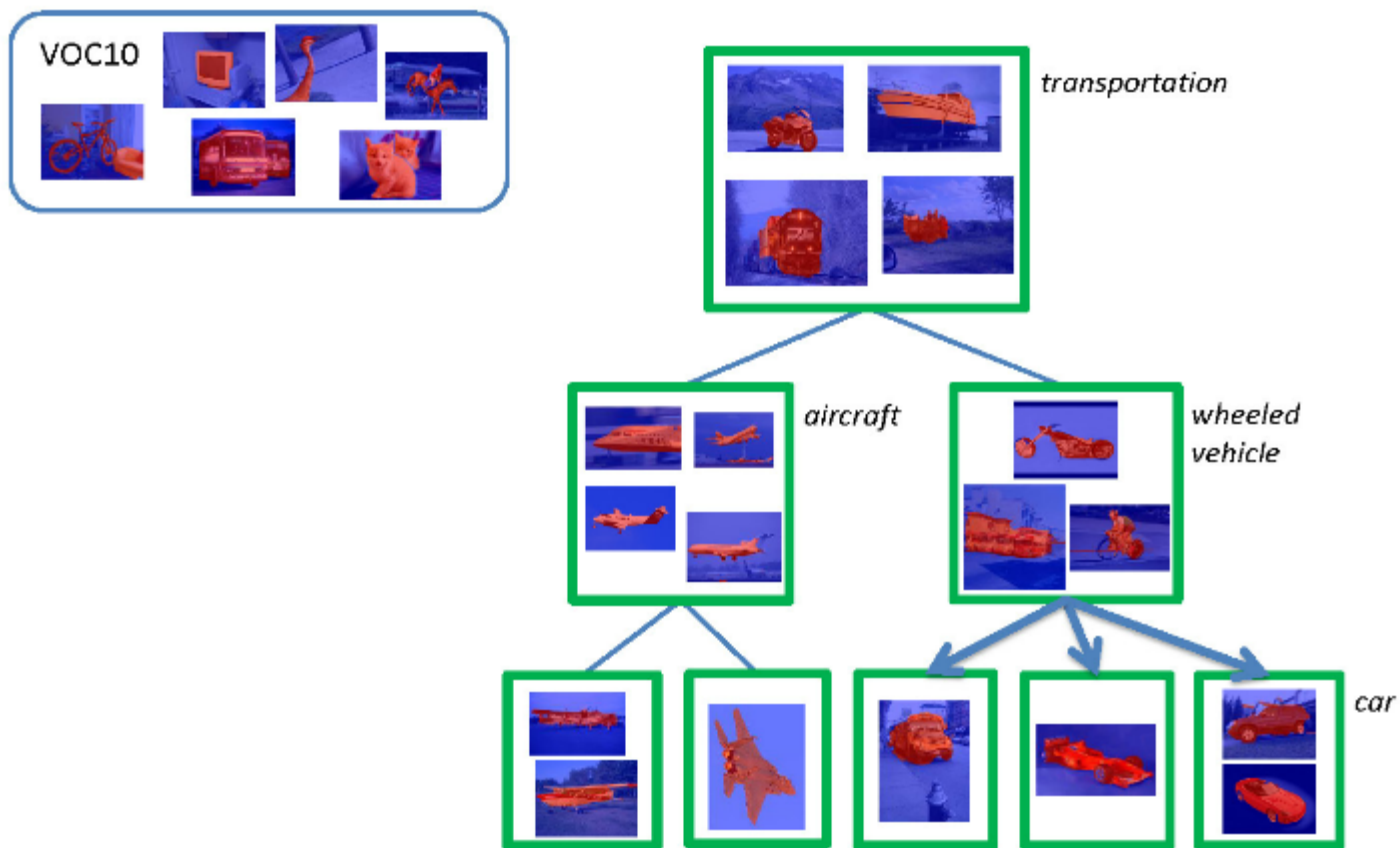 VOC10
transportation
aircraft
wheeled
vehicle
car